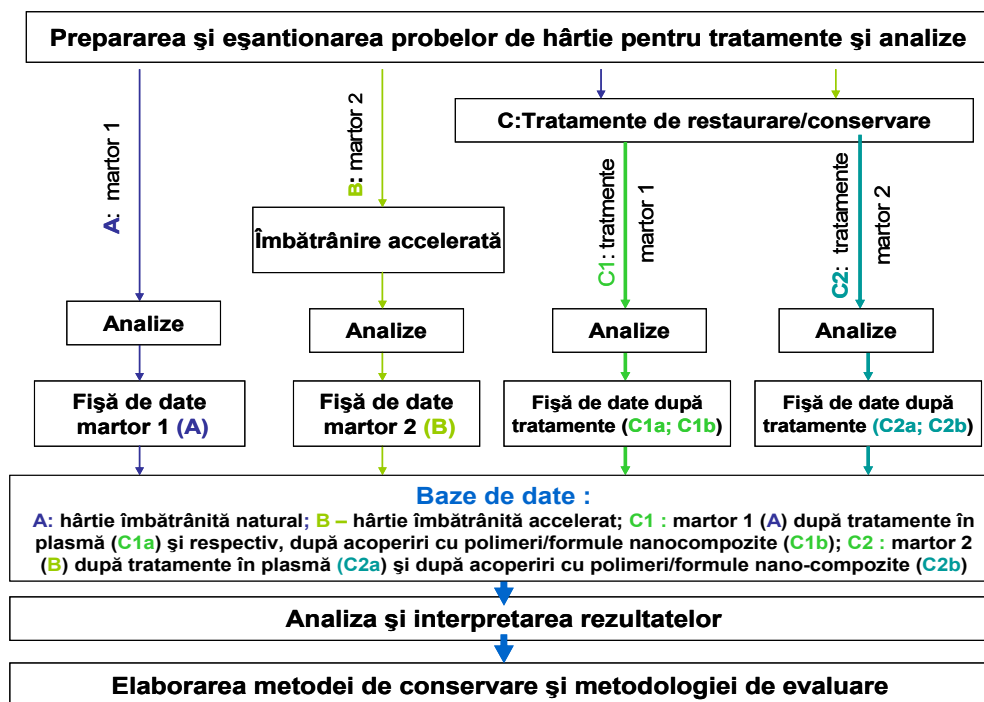 Prepararea şi eşantionarea probelor de hârtie pentru tratamente şi analize
A: martor 1
B: martor 2
C:Tratamente de restaurare/conservare
Îmbătrânire accelerată
C1: tratmente
martor 1
C2: tratamente
martor 2
Analize
Analize
Analize
Analize
Fişă de date
martor 1 (A)
Fişă de date
martor 2 (B)
Fişă de date după
tratamente (C1a; C1b)
Fişă de date după
tratamente (C2a; C2b)
Baze de date :
A: hârtie îmbătrânită natural; B – hârtie îmbătrânită accelerat; C1 : martor 1 (A) după tratamente în
plasmă (C1a) şi respectiv, după acoperiri cu polimeri/formule nanocompozite (C1b); C2 : martor 2
(B) după tratamente în plasmă (C2a) şi după acoperiri cu polimeri/formule nano-compozite (C2b)
Analiza şi interpretarea rezultatelor
Elaborarea metodei de conservare şi metodologiei de evaluare